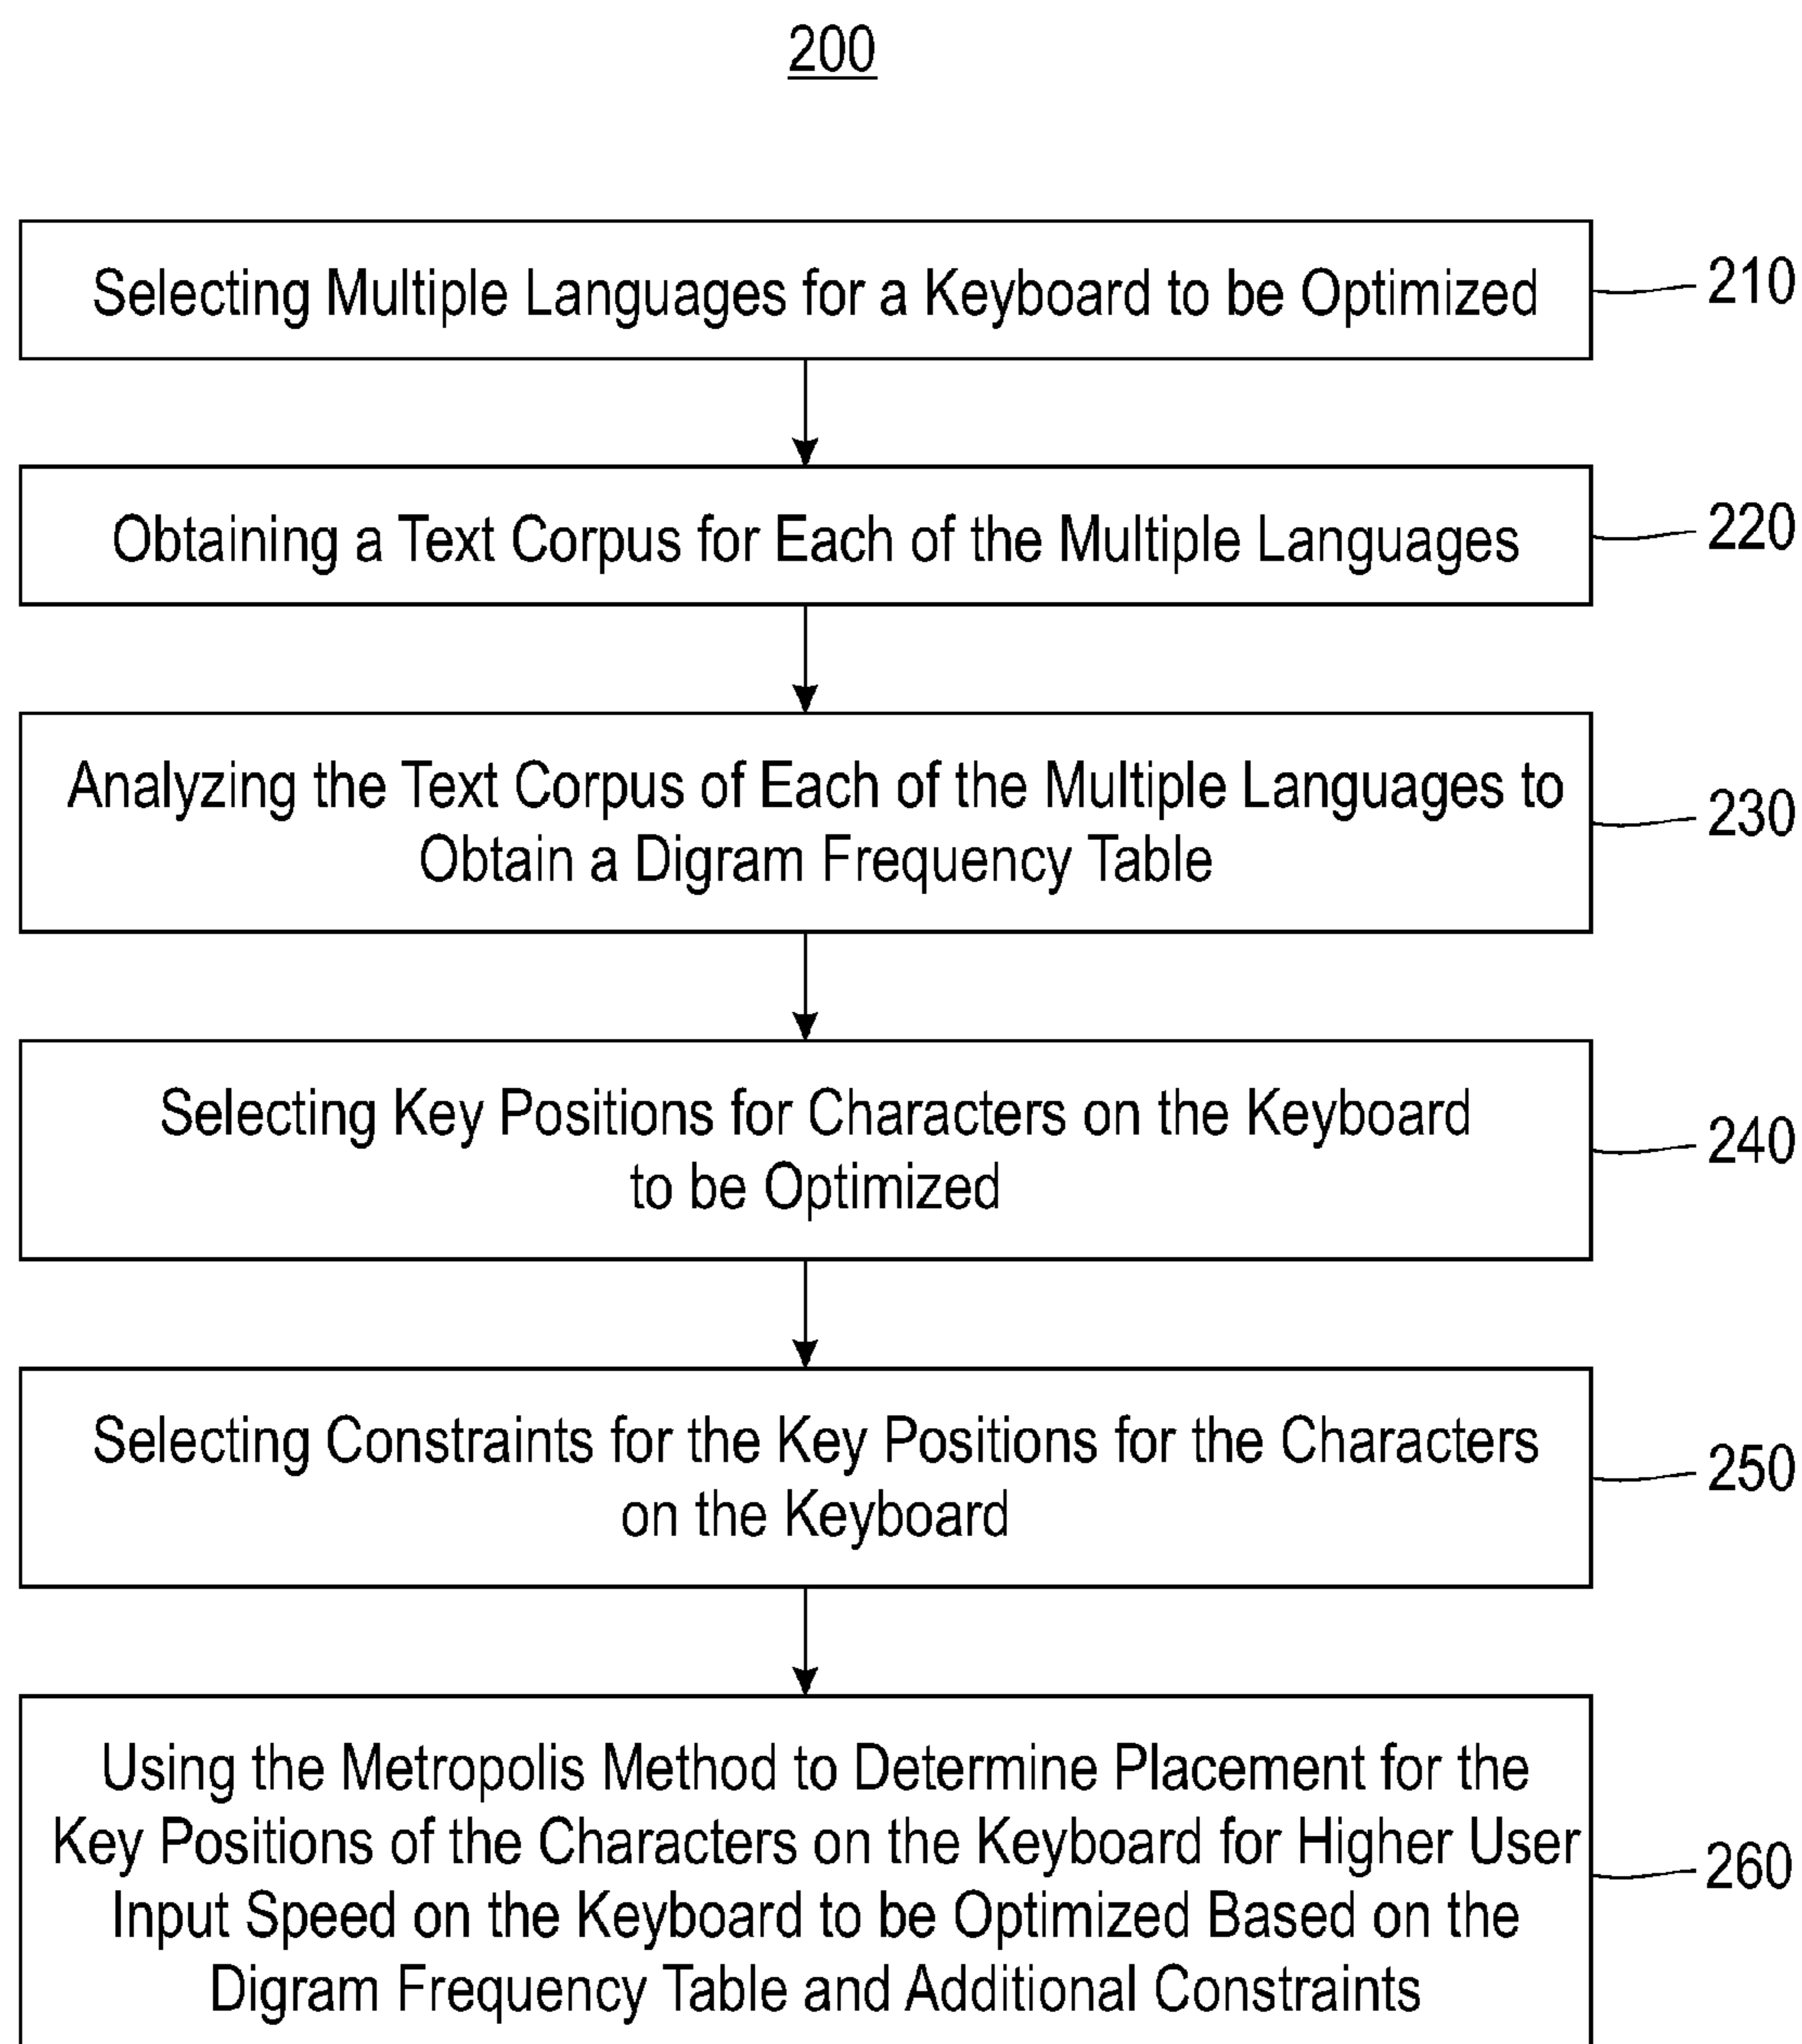 200
Selecting Multiple Languages for a Keyboard to be Optimized
210
Obtaining a Text Corpus for Each of the Multiple Languages
220
Analyzing the Text Corpus of Each of the Multiple Languages to
Obtain a Digram Frequency Table
230
Selecting Key Positions for Characters on the Keyboard
to be Optimized
240
Selecting Constraints for the Key Positions for the Characters
on the Keyboard
250
Using the Metropolis Method to Determine Placement for the
Key Positions of the Characters on the Keyboard for Higher User
Input Speed on the Keyboard to be Optimized Based on the
Digram Frequency Table and Additional Constraints
260